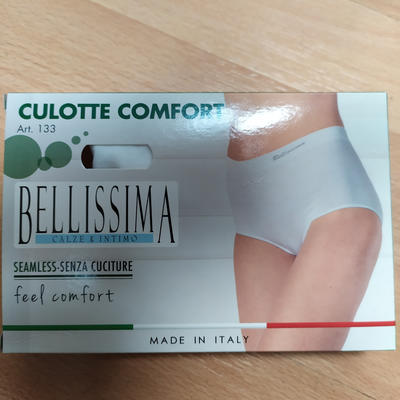 CULOTTE COMFORT
Art. 133
BELLISSIMA
CALZE & INTIMO
SEAMLESS-SENZA CUCITURE
feel comfort
MADE IN ITALY